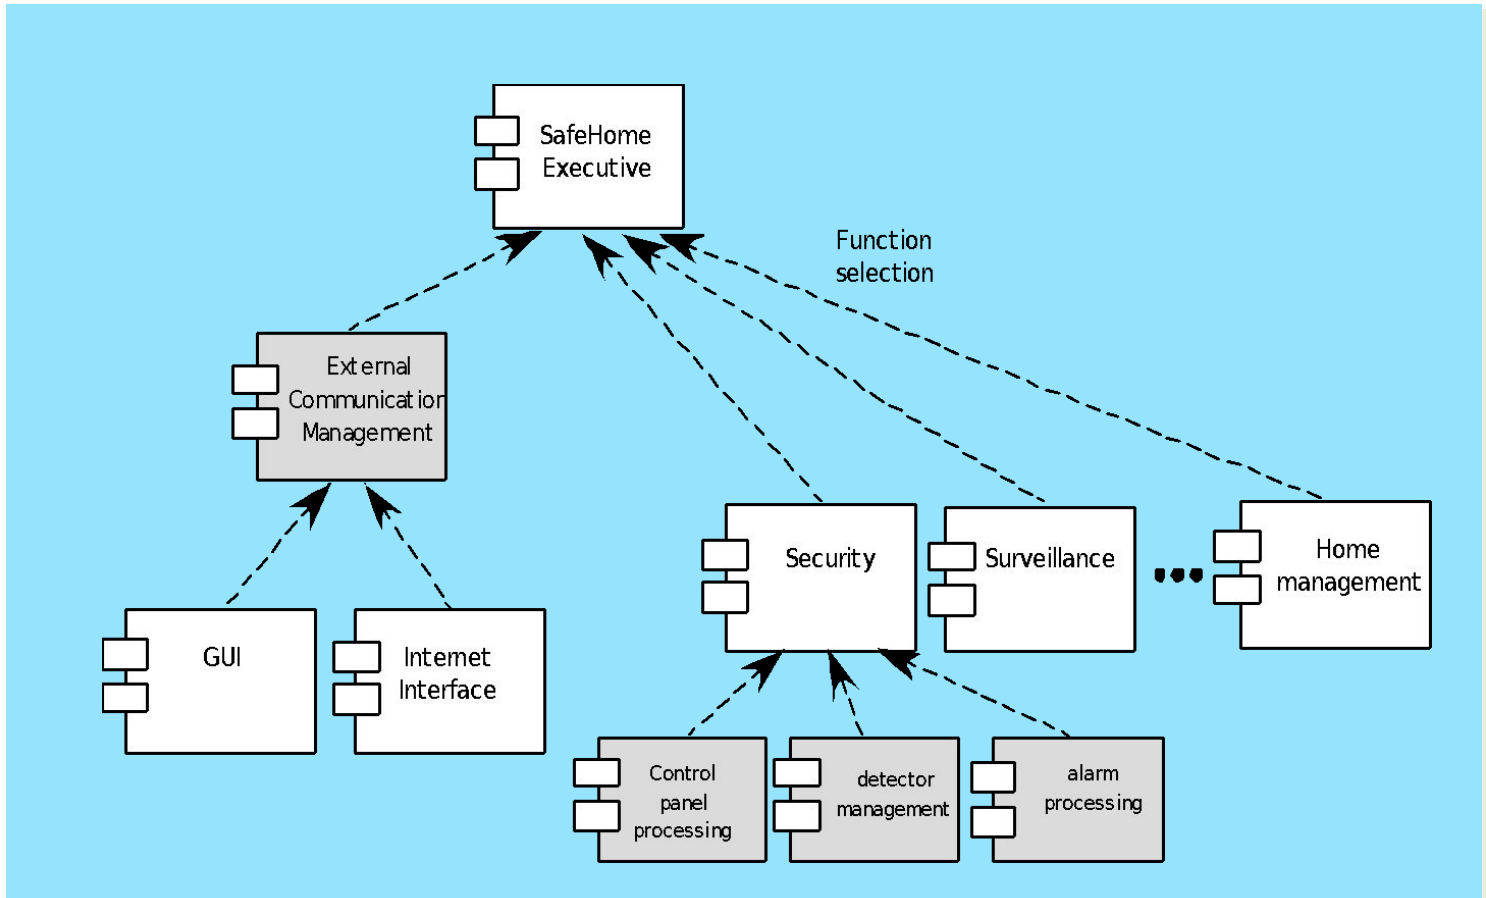 SafeHome
Executive
Function
selection
External
Communication
Management
Security
Surveillance
Home
management
GUI
Internet
Interface
Control
panel
processing
detector
management
alarm
processing